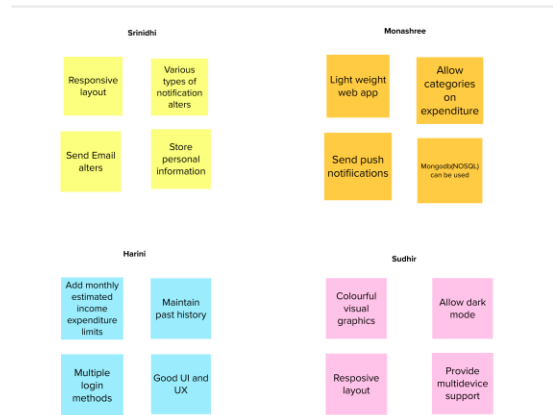 Srinidhi
Responsive
layout
Various
types of
notification
alters
Send Email
alters
Store
personal
information
Monashree
Light weight
web app
Allow
categories
on
expenditure
Send push
notifiications
Mongodb(NOSQL)
can be used
Harini
Add monthly
estimated
income
expenditure
limits
Maintain
past history
Multiple
login
methods
Good UI and
UX
Sudhir
Colourful
visual
graphics
Allow dark
mode
Resposive
layout
Provide
multidevice
support